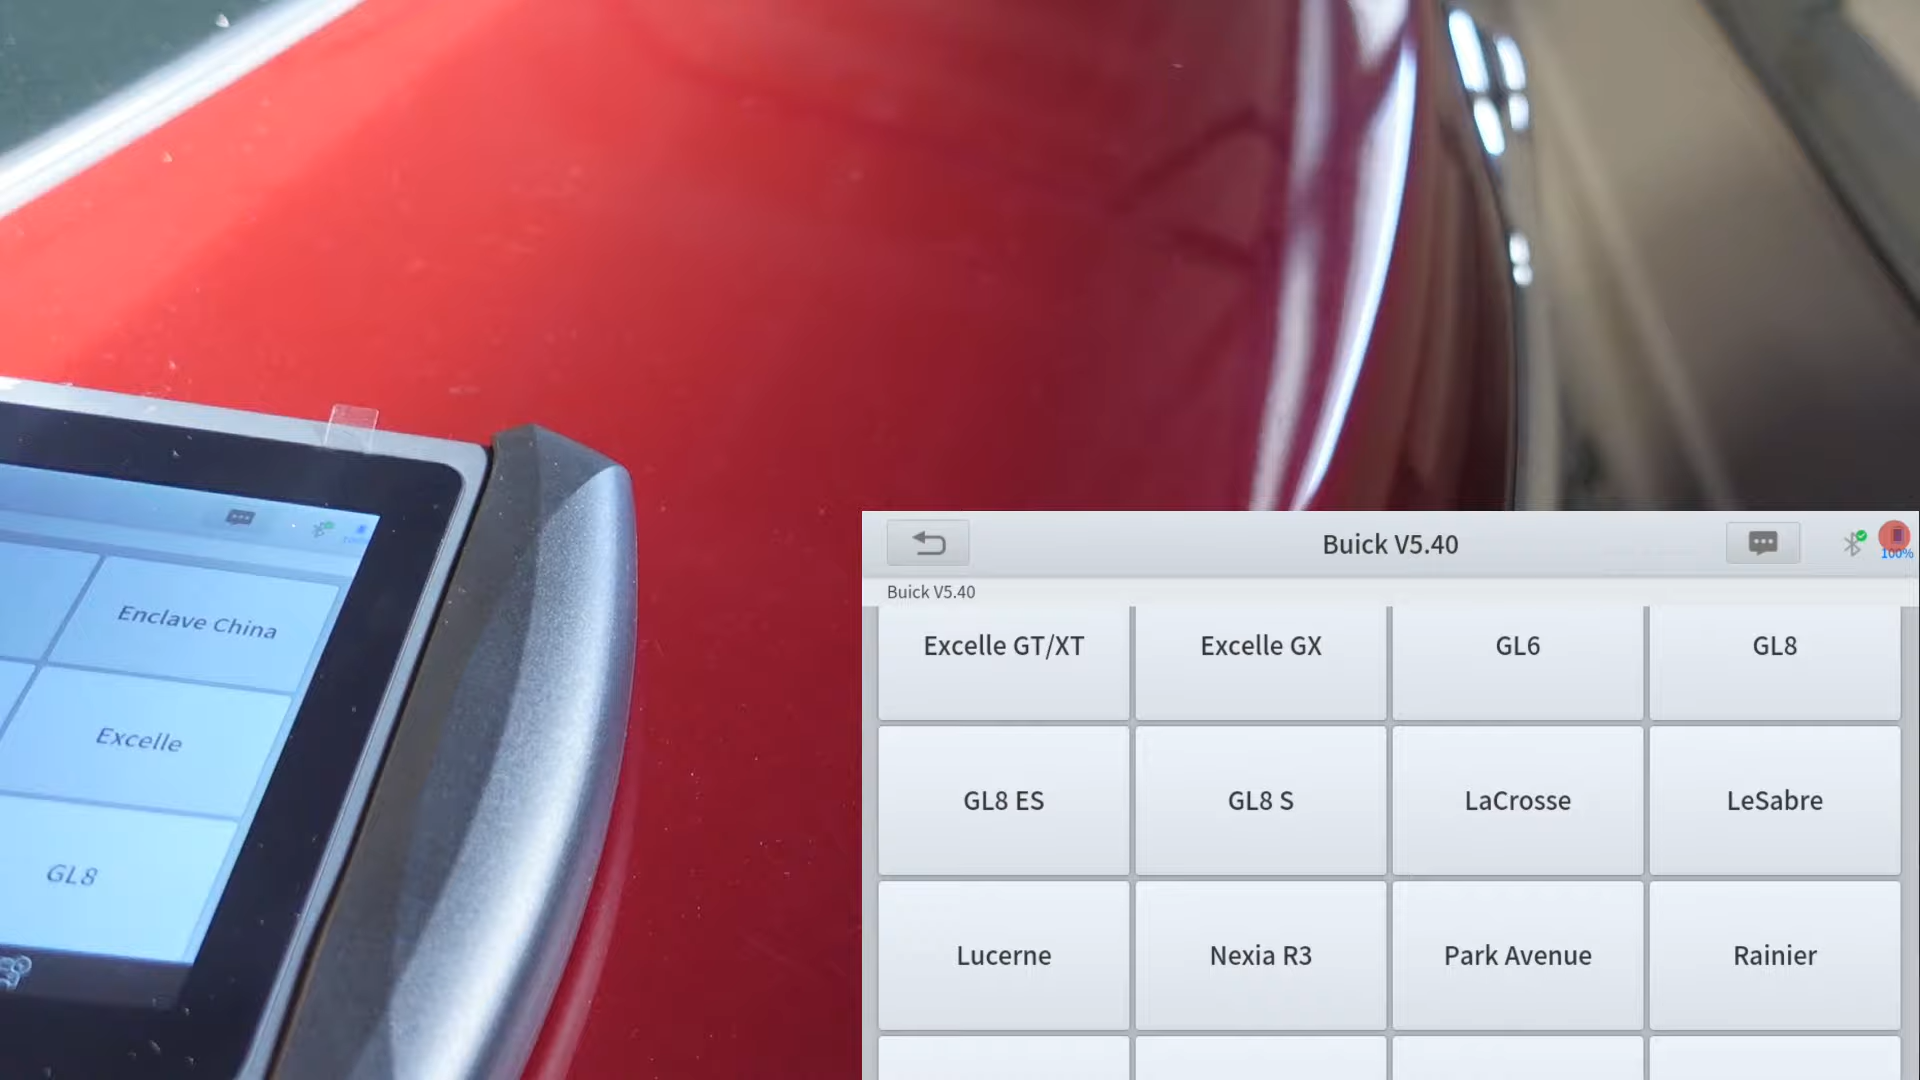 Enclave China
Excelle
GL8
Buick V5.40
100%
Buick V5.40
Excelle GT/XT
Excelle GX
GL6
GL8
GL8 ES
GL8 S
LaCrosse
LeSabre
Lucerne
Nexia R3
Park Avenue
Rainier